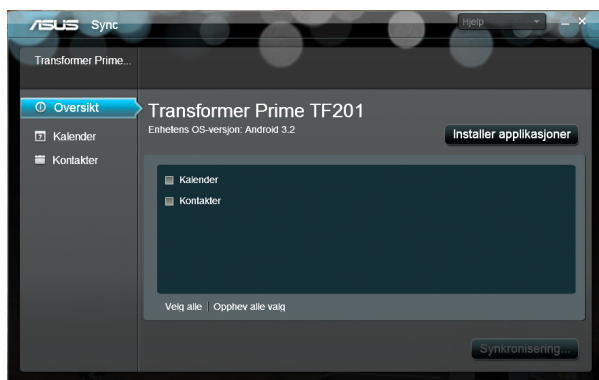 ASUS Sync
Hjelp
Transformer Prime...
Oversikt
7 Kalender
Kontakter
Transformer Prime TF201
Enhetens OS-versjon: Android 3.2
Installer applikasjoner
Kalender
Kontakter
Velg alle | Opphev alle valg
Synkronisering...